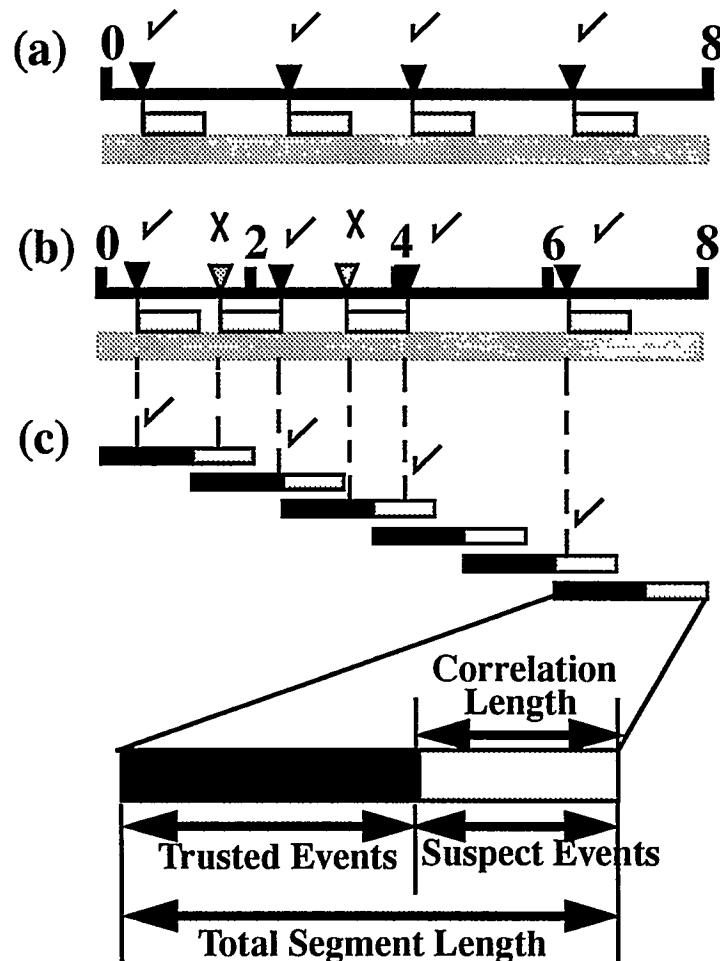 (a) 0 8
(b) 0 X 2 X 4 6 8
(c)
Correlation
Length
Trusted Events Suspect Events
Total Segment Length